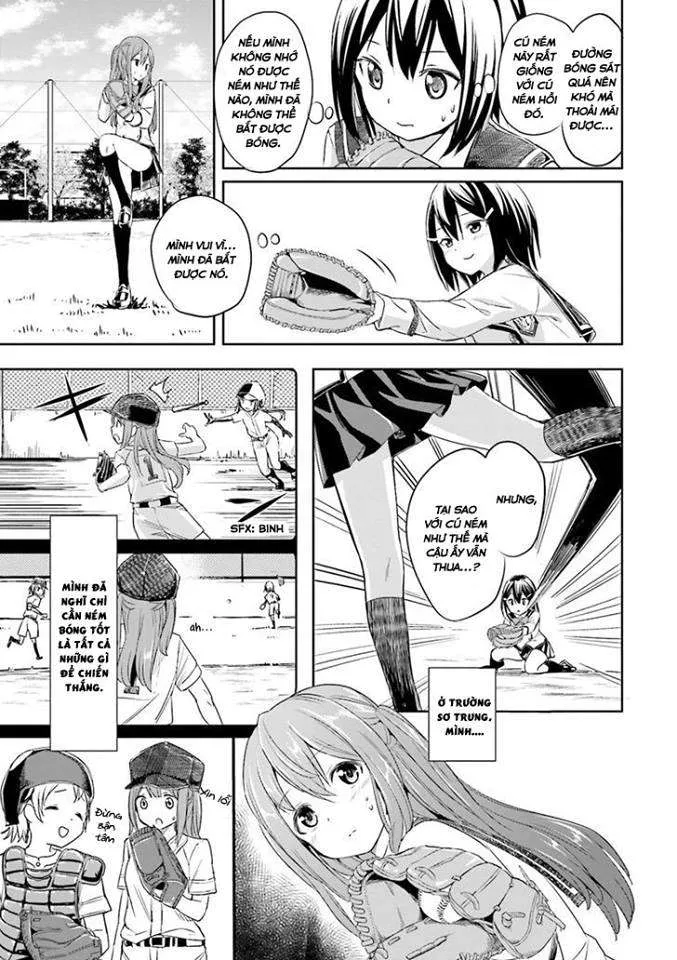 ĐƯỜNG
BÓNG SÁT
QUÁ NÊN
KHÓ MÀ
THOẢI MÁI
ĐƯỢC...
CÚ NÉM
NÀY RẤT
GIỐNG
VỚI CÚ
NÉM HỒI
ĐÓ.
NẾU MÌNH
KHÔNG NHỚ
NÓ ĐƯỢC
NÉM NHƯ THẾ
NÀO, MÌNH ĐÃ
KHÔNG THỂ
BẮT ĐƯỢC
BÓNG.
MÌNH VUI VÌ...
MÌNH ĐÃ BẮT
ĐƯỢC NÓ.
NHƯNG,
TẠI SAO
VỚI CÚ NÉM
NHƯ THẾ MÀ
CẬU ẤY VẪN
THUA...?
Ở TRƯỜNG
SƠ TRUNG,
MÌNH....
SFX: BINH
MÌNH ĐÃ
NGHĨ CHỈ
CẦN NÉM
BÓNG TỐT
LÀ TẤT CẢ
NHỮNG GÌ
ĐỂ CHIẾN
THẮNG.
ah...
Xin lỗi
Đừng
bận
tâm